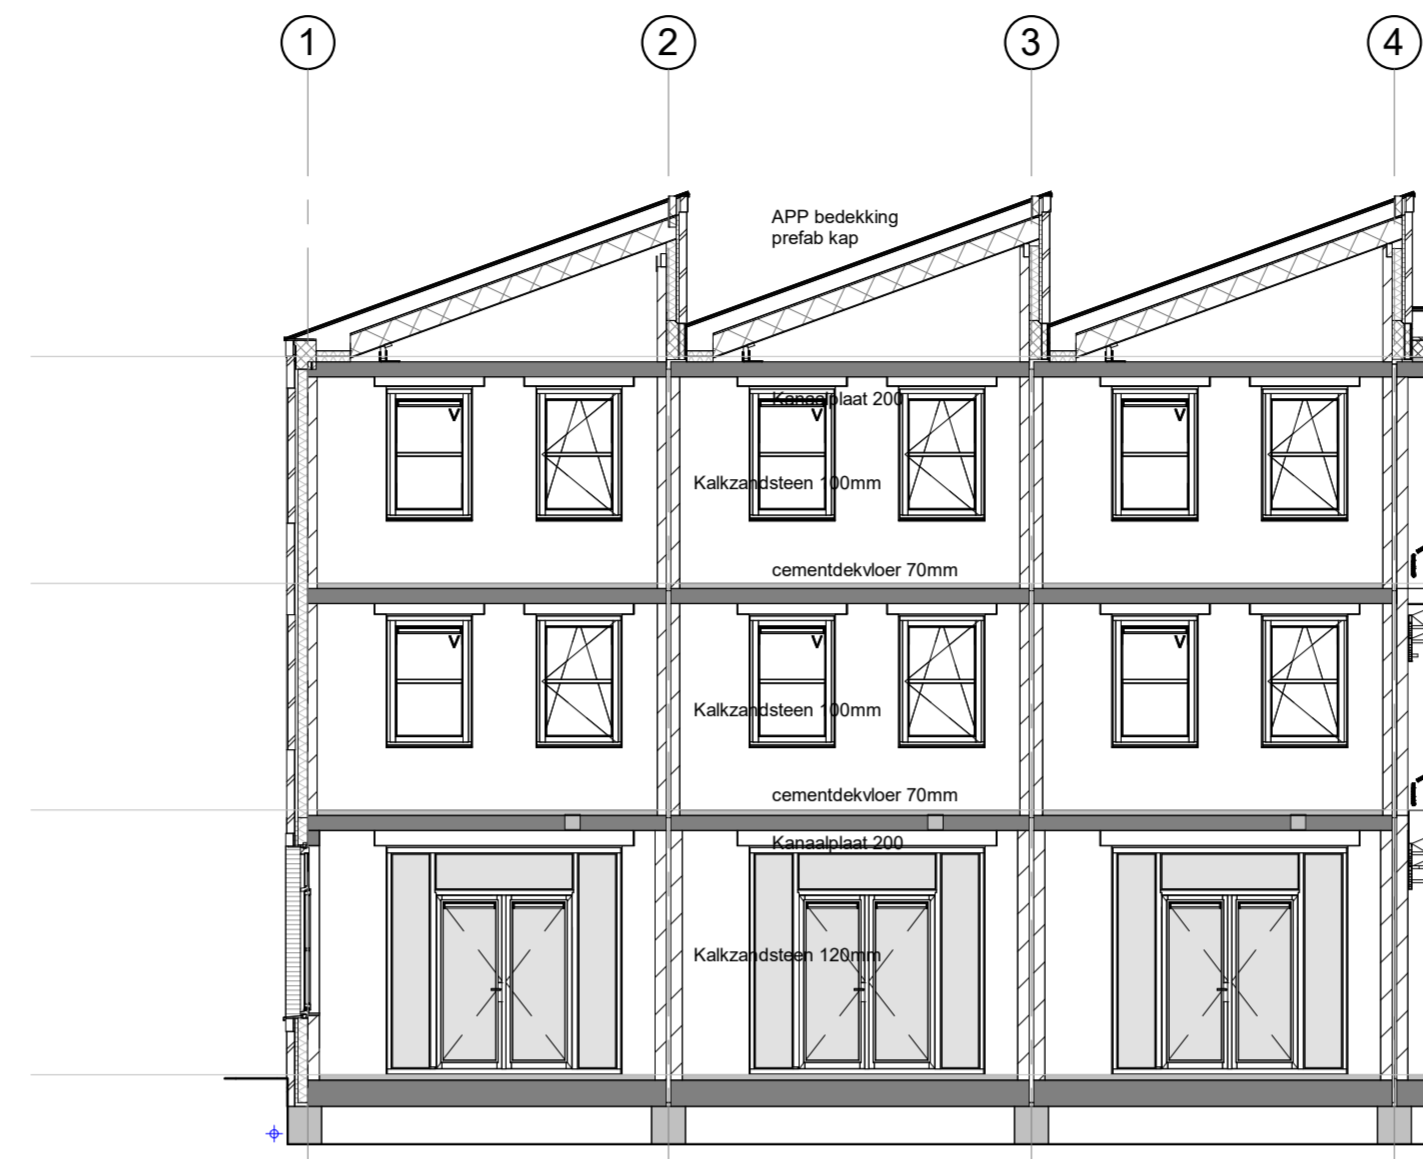 1 2 3 4
APP bedekking
prefab kap
Kanaalplaat 200
Kalkzandsteen 100mm
cementdekvloer 70mm
Kalkzandsteen 100mm
cementdekvloer 70mm
Kanaalplaat 200
Kalkzandsteen 120mm